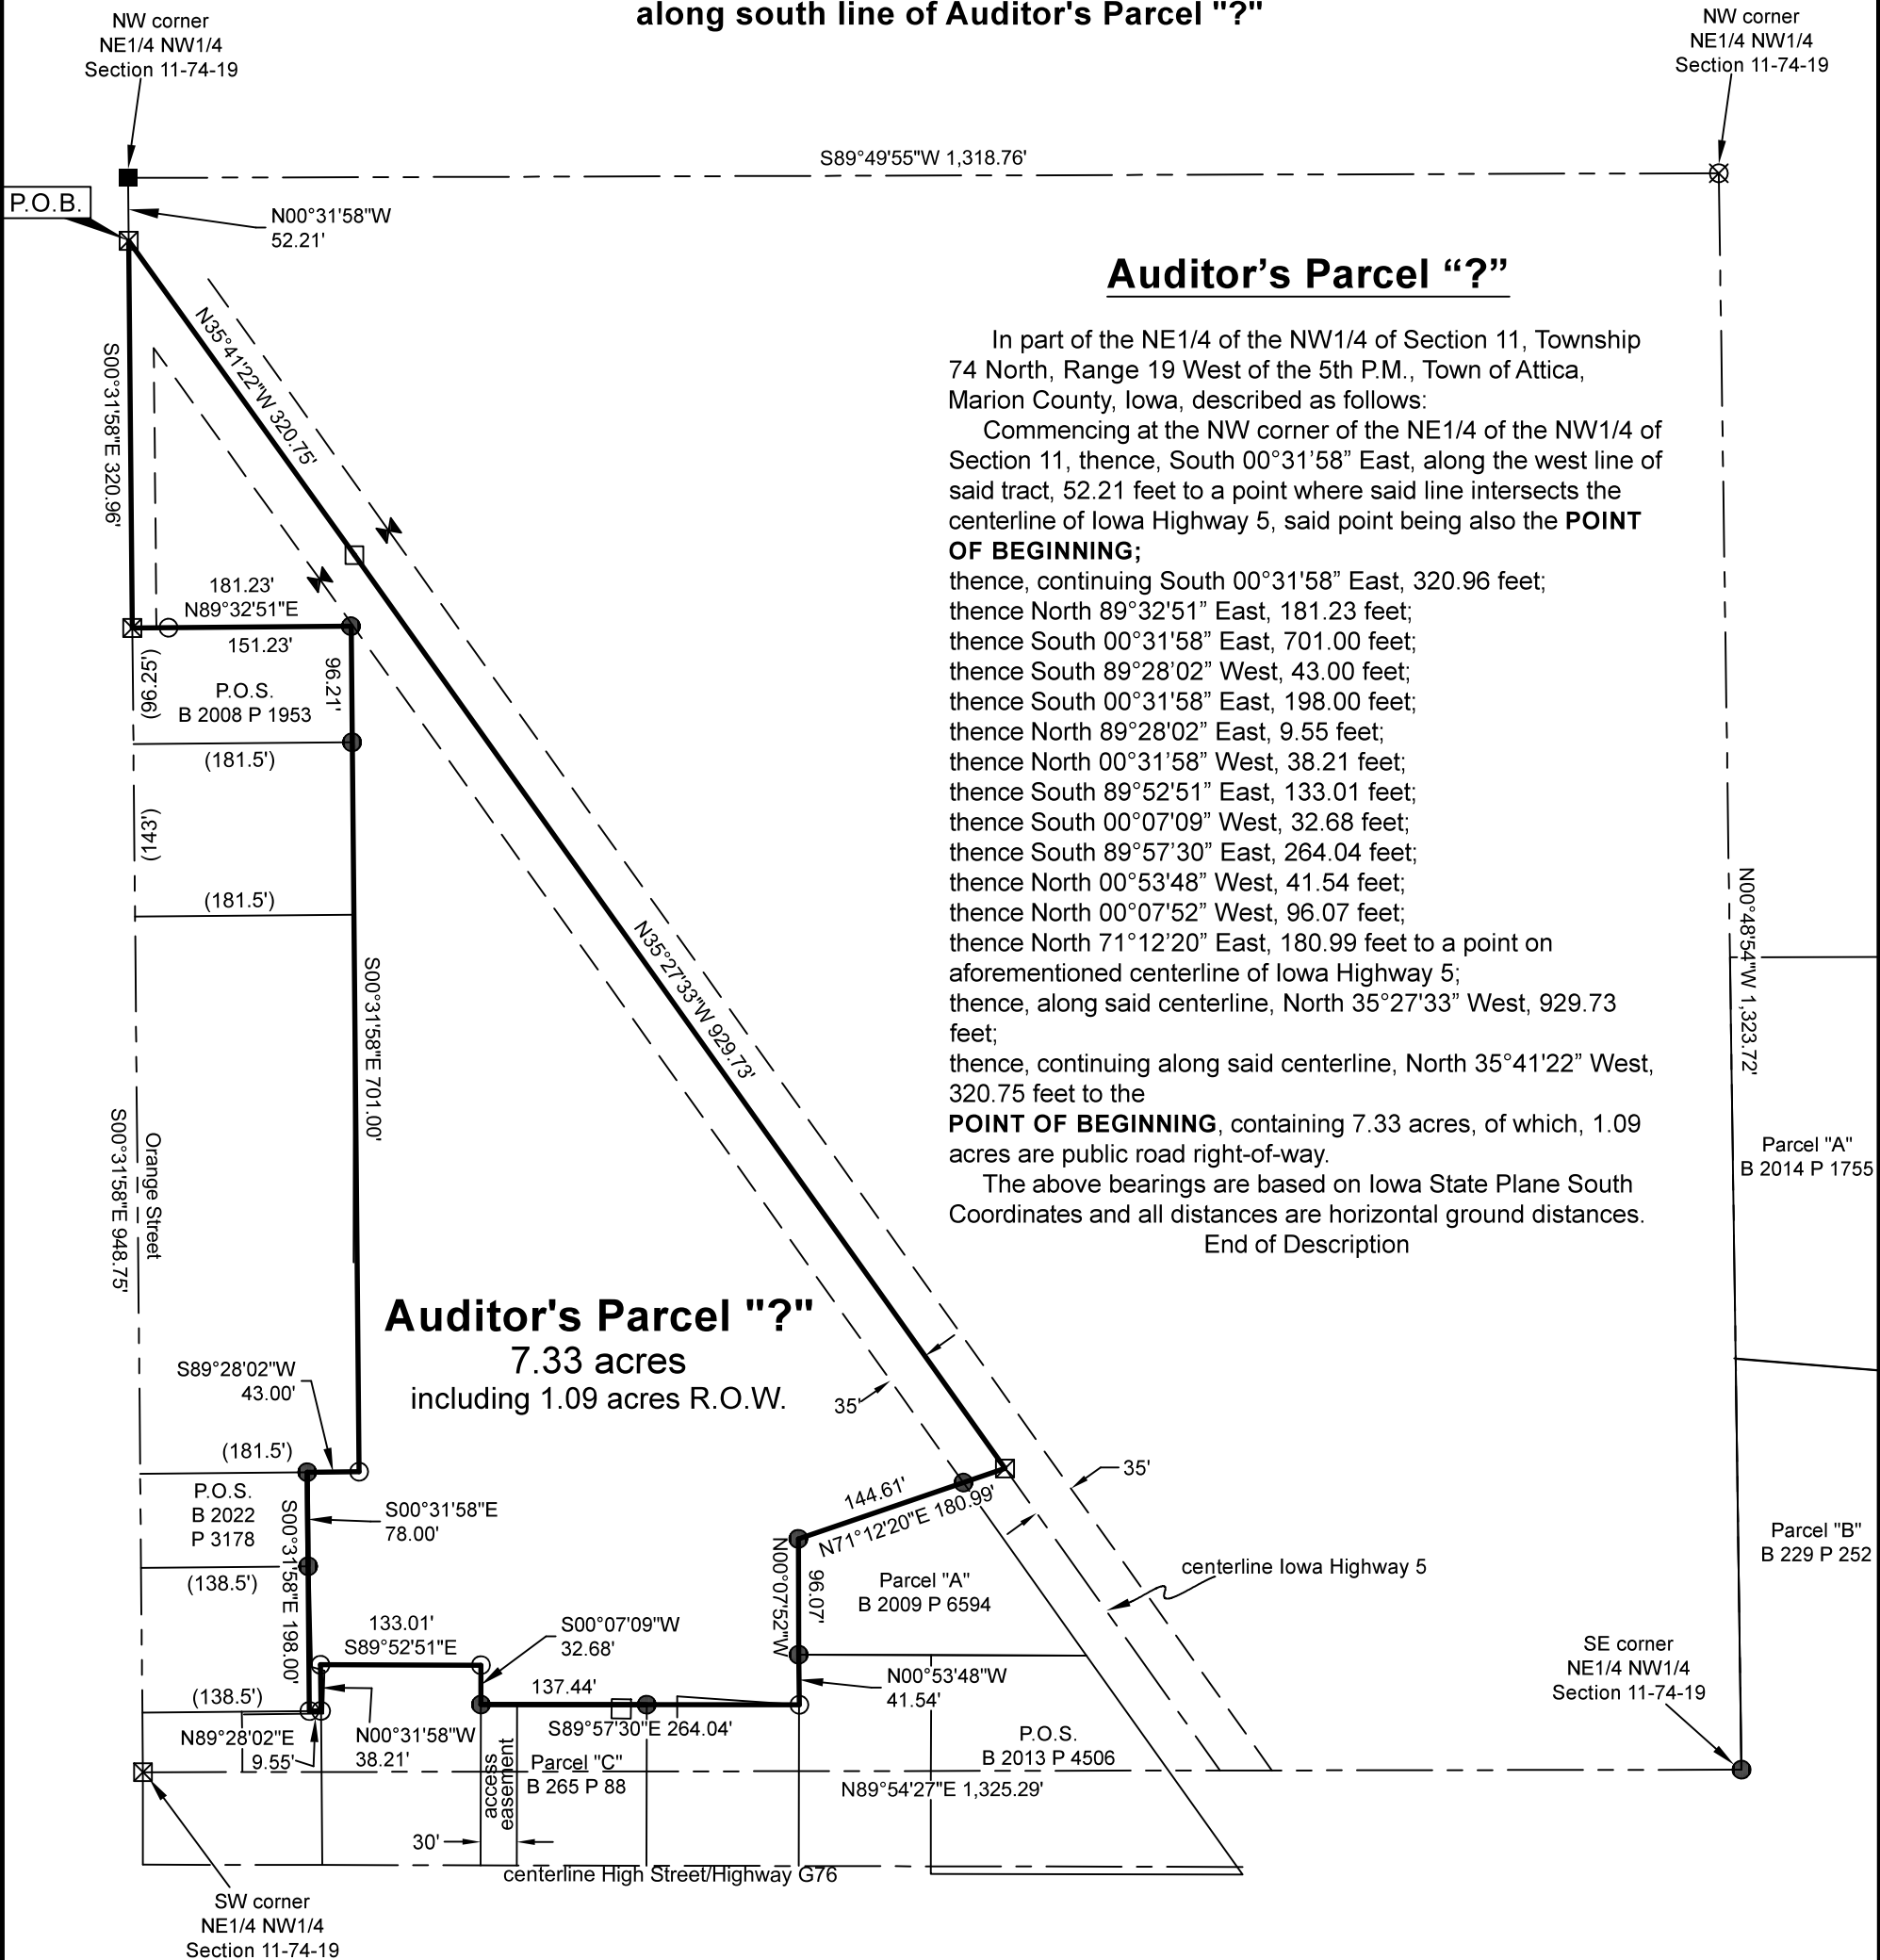 along south line of Auditor's Parcel "?"
NW corner
NE1/4 NW1/4
Section 11-74-19
NW corner
NE1/4 NW1/4
Section 11-74-19
S89°49'55"W 1,318.76'
P.O.B.
N00°31'58"W
52.21'
Auditor’s Parcel “?”
In part of the NE1/4 of the NW1/4 of Section 11, Township
74 North, Range 19 West of the 5th P.M., Town of Attica,
Marion County, Iowa, described as follows:
Commencing at the NW corner of the NE1/4 of the NW1/4 of
Section 11, thence, South 00°31’58” East, along the west line of
said tract, 52.21 feet to a point where said line intersects the
centerline of Iowa Highway 5, said point being also the POINT
OF BEGINNING;
thence, continuing South 00°31'58” East, 320.96 feet;
thence North 89°32'51” East, 181.23 feet;
thence South 00°31'58” East, 701.00 feet;
thence South 89°28’02” West, 43.00 feet;
thence South 00°31'58” East, 198.00 feet;
thence North 89°28'02” East, 9.55 feet;
thence North 00°31’58” West, 38.21 feet;
thence South 89°52'51” East, 133.01 feet;
thence South 00°07'09” West, 32.68 feet;
thence South 89°57’30” East, 264.04 feet;
thence North 00°53'48” West, 41.54 feet;
thence North 00°07'52” West, 96.07 feet;
thence North 71°12’20” East, 180.99 feet to a point on
aforementioned centerline of Iowa Highway 5;
thence, along said centerline, North 35°27'33” West, 929.73
feet;
thence, continuing along said centerline, North 35°41'22” West,
320.75 feet to the
POINT OF BEGINNING, containing 7.33 acres, of which, 1.09
acres are public road right-of-way.
The above bearings are based on Iowa State Plane South
Coordinates and all distances are horizontal ground distances.
End of Description
N35°41'22"W 320.75'
S00°31'58"E 320.96'
181.23'
N89°32'51"E
151.23'
(96.25')
96.21'
P.O.S.
B 2008 P 1953
(181.5')
(143')
(181.5')
N35°27'33"W 929.73'
S00°31'58"E 701.00'
N00°48'54"W 1,323.72'
Orange Street
S00°31'58"E 948.75'
Parcel "A"
B 2014 P 1755
Auditor's Parcel "?"
7.33 acres
including 1.09 acres R.O.W.
S89°28'02"W
43.00'
35'
(181.5')
35'
P.O.S.
B 2022
P 3178
S00°31'58"E
78.00'
S00°31'58"E 198.00'
144.61'
N71°12'20"E 180.99'
N00°07'52"W
96.07'
Parcel "B"
B 229 P 252
centerline Iowa Highway 5
(138.5')
Parcel "A"
B 2009 P 6594
133.01'
S89°52'51"E
S00°07'09"W
32.68'
SE corner
NE1/4 NW1/4
Section 11-74-19
137.44'
N00°53'48"W
41.54'
(138.5')
S89°57'30"E 264.04'
N89°28'02"E
9.55'
N00°31'58"W
38.21'
P.O.S.
B 2013 P 4506
access
easement
Parcel "C"
B 265 P 88
N89°54'27"E 1,325.29'
30'
centerline High Street/Highway G76
SW corner
NE1/4 NW1/4
Section 11-74-19